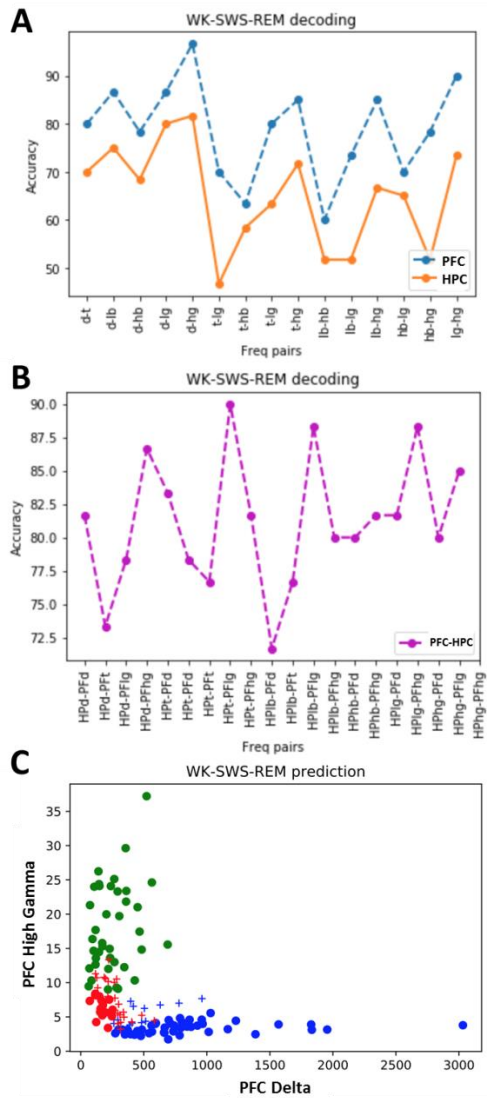 A
WK-SWS-REM decoding
90
80
70
60
50
Accuracy
PFC
HPC
d-t
d-lb
d-hb
d-lg
d-hg
t-lg
t-hb
t-lg
t-hg
lb-hb
lb-lg
lb-hg
hb-lg
hb-hg
lg-hg
Freq pairs
B
WK-SWS-REM decoding
90.0
87.5
85.0
82.5
80.0
77.5
75.0
72.5
Accuracy
PFC-HPC
HPd-PFd
HPd-PFt
HPd-PFlg
HPd-PFhg
HPt-PFd
HPt-PFd
HPt-PFt
HPt-PFlg
HPt-PFhg
HPlb-PFd
HPlb-PFt
HPlb-PFlg
HPlb-PFhg
HPhb-PFd
HPhb-PFhg
HPlg-PFd
HPlg-PFhg
HPhg-PFd
HPhg-PFlg
HPhg-PFhg
Freq pairs
C
WK-SWS-REM prediction
35
30
25
20
15
10
5
0
PFC High Gamma
0 500 1000 1500 2000 2500 3000
PFC Delta